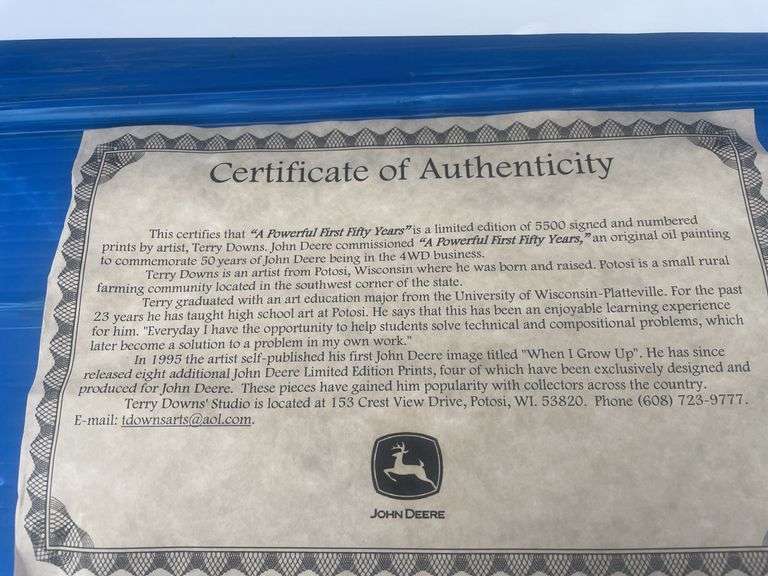 Certificate of Authenticity
This certifies that "A Powerful First Fifty Years" is a limited edition of 5500 signed and numbered
prints by artist, Terry Downs. John Deere commissioned "A Powerful First Fifty Years," an original oil painting
to commemorate 50 years of John Deere being in the 4WD business.
Terry Downs is an artist from Potosi, Wisconsin where he was born and raised. Potosi is a small rural
farming community located in the southwest corner of the state.
Terry graduated with an art education major from the University of Wisconsin-Platteville. For the past
23 years he has taught high school art at Potosi. He says that this has been an enjoyable learning experience
for him. "Everyday I have the opportunity to help students solve technical and compositional problems, which
later become a solution to a problem in my own work."
In 1995 the artist self-published his first John Deere image titled "When I Grow Up". He has since
released eight additional John Deere Limited Edition Prints, four of which have been exclusively designed and
produced for John Deere. These pieces have gained him popularity with collectors across the country.
Terry Downs' Studio is located at 153 Crest View Drive, Potosi, WI. 53820. Phone (608) 723-9777.
E-mail: tdownsarts@aol.com.
JOHN DEERE